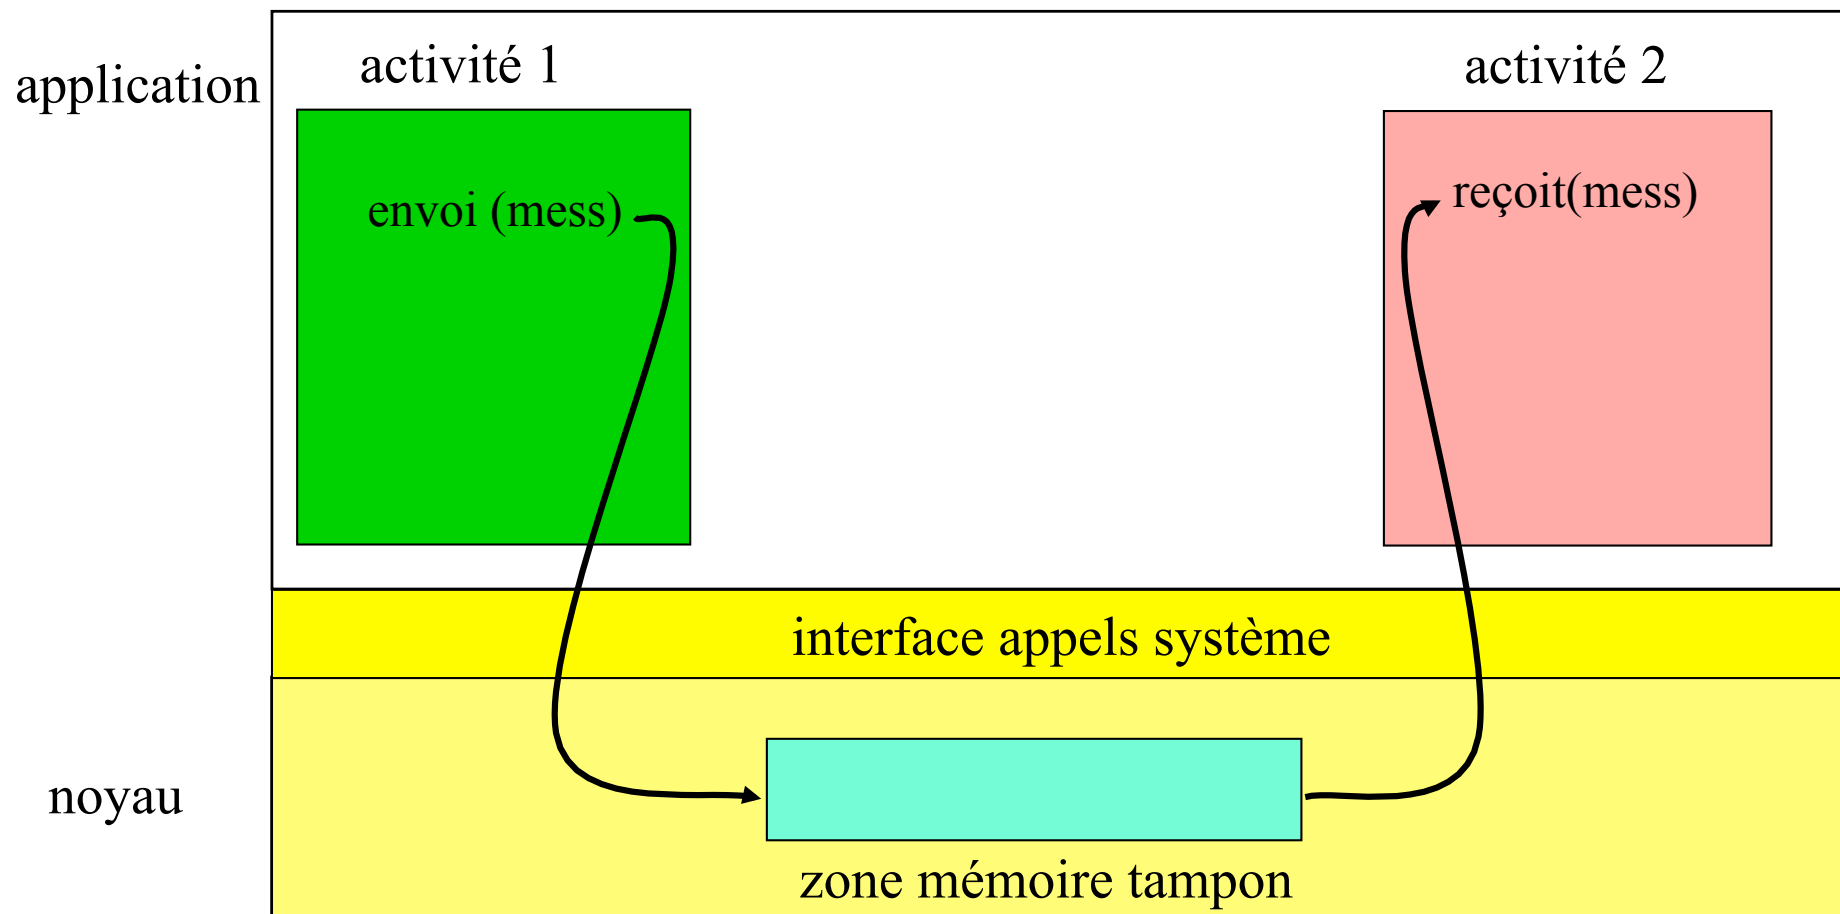 application
activité 1
activité 2
envoi (mess)
reçoit(mess)
interface appels système
noyau
zone mémoire tampon